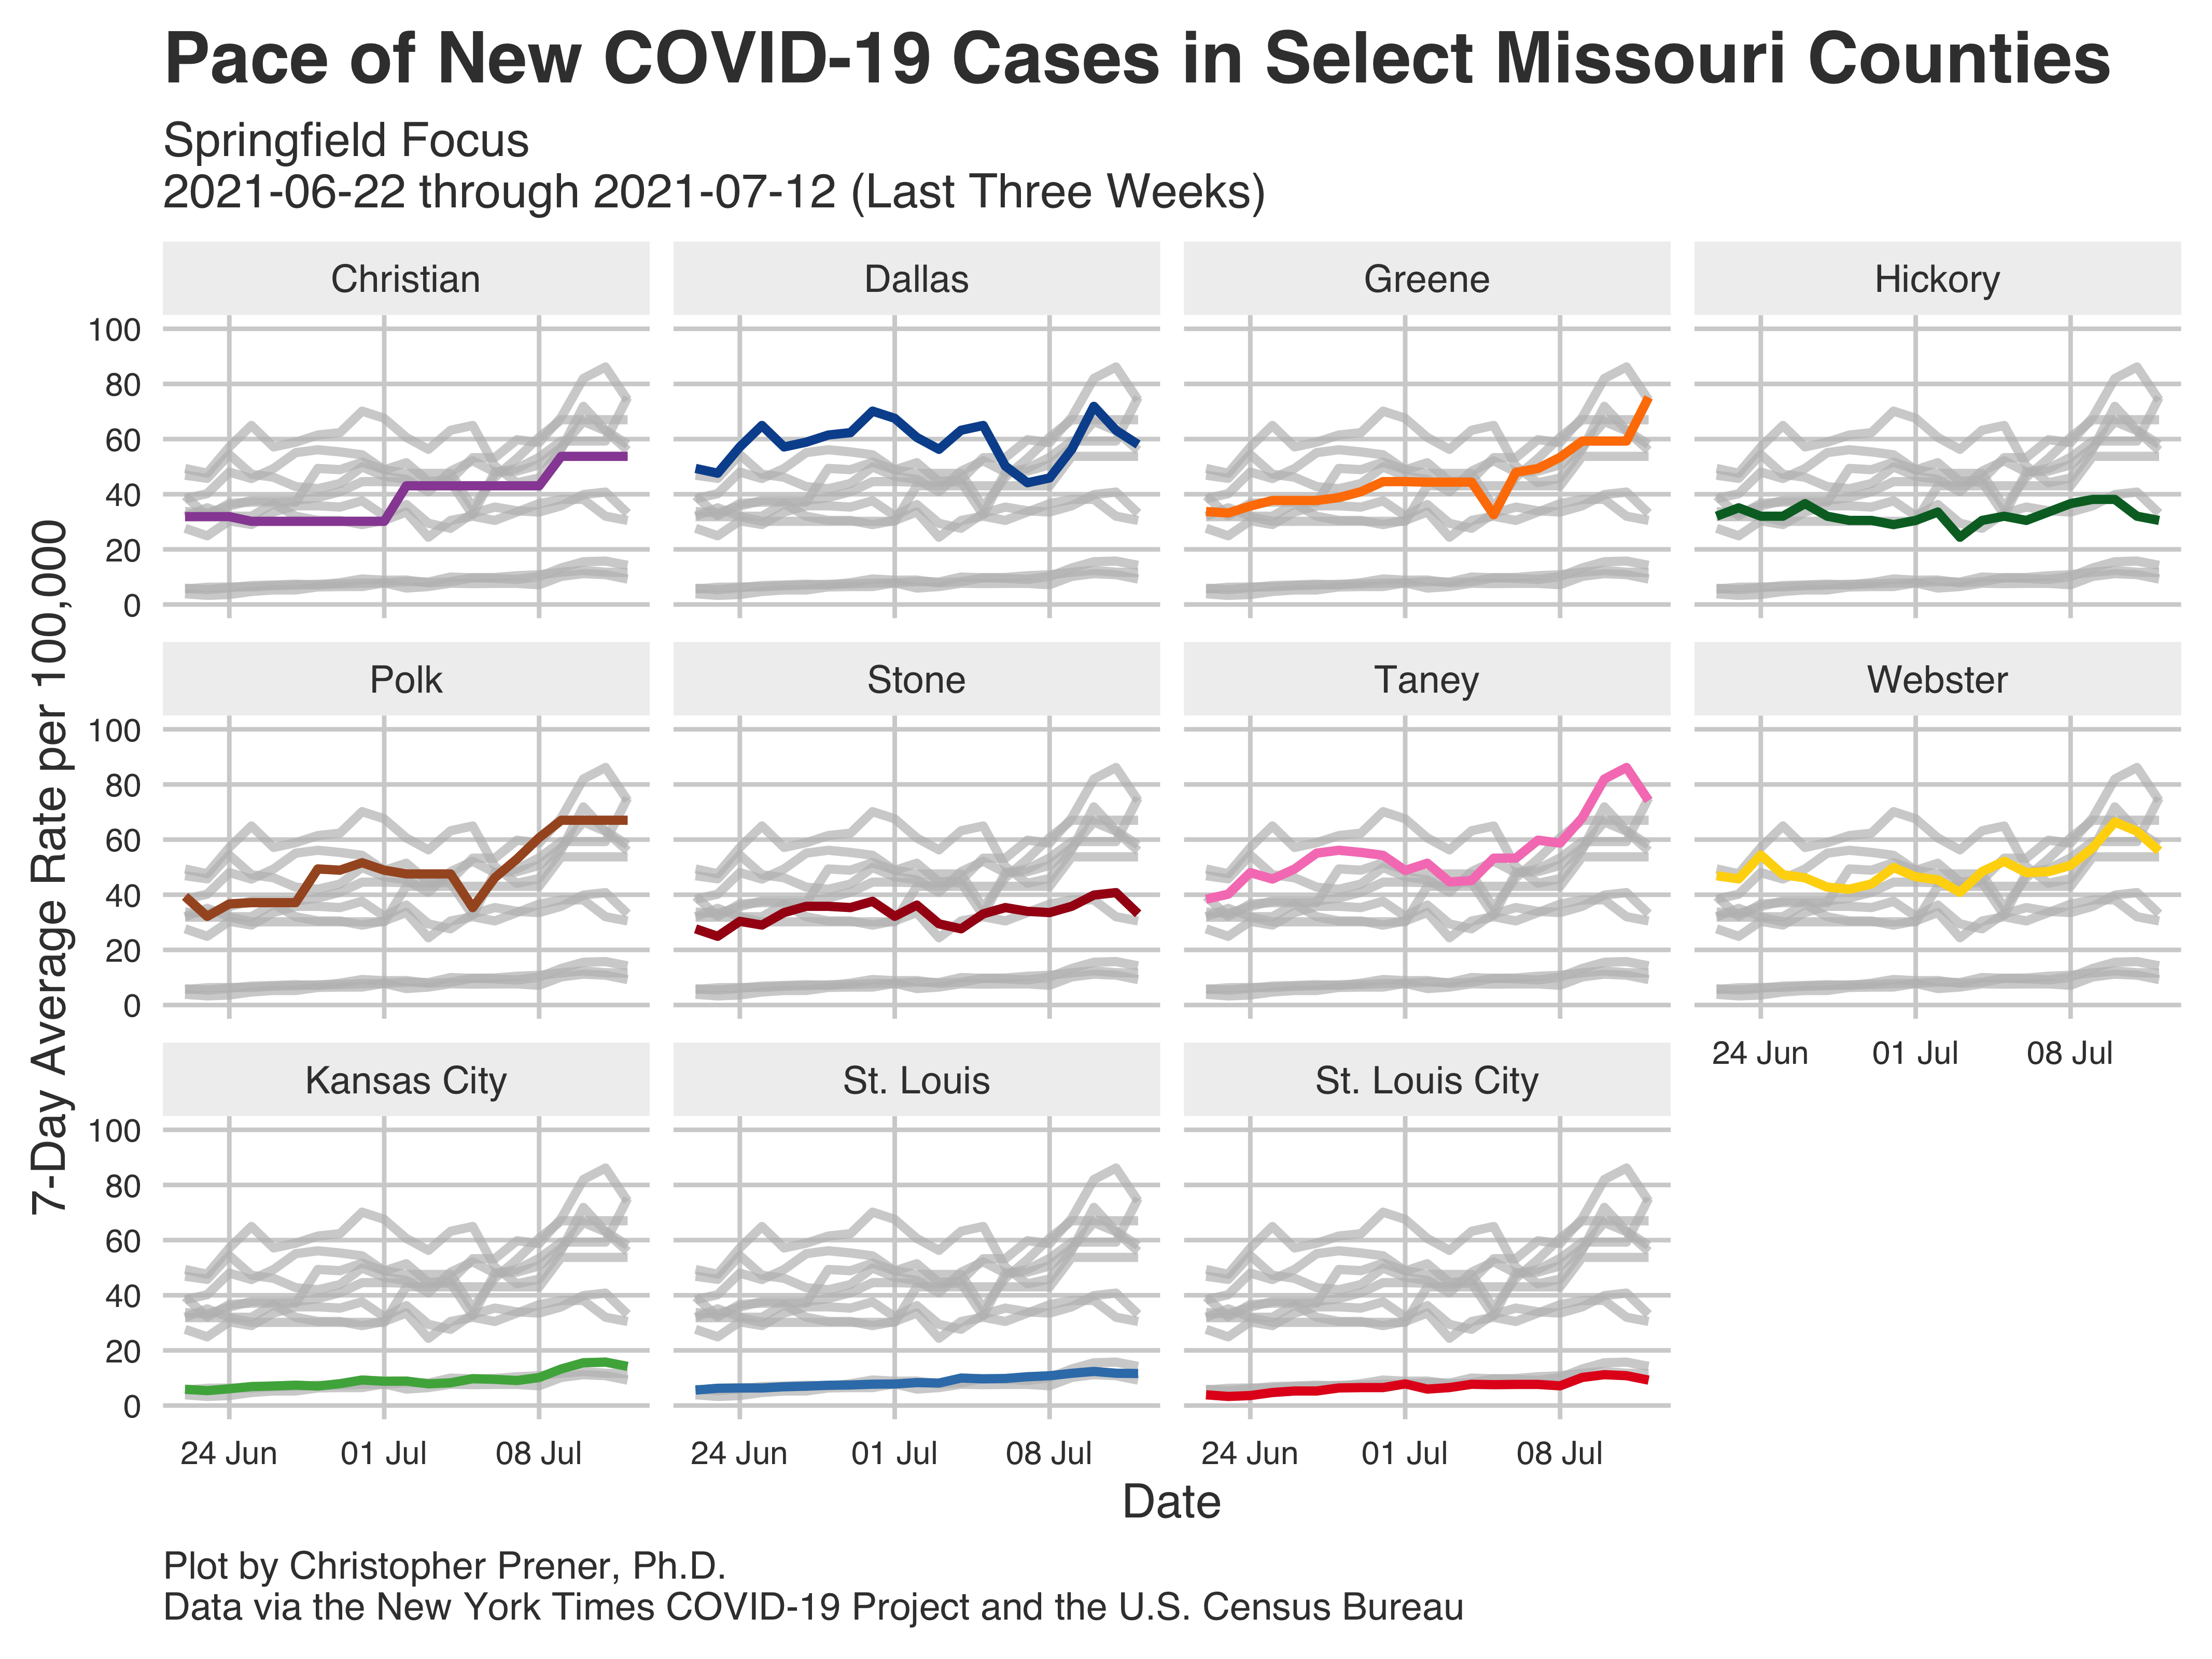 Pace of New COVID-19 Cases in Select Missouri Counties
Springfield Focus
2021-06-22 through 2021-07-12 (Last Three Weeks)
Christian
Dallas
Greene
Hickory
100
80
60
40
20
0
Polk
Stone
Taney
Webster
100
80
60
40
20
0
24 Jun 01 Jul 08 Jul
Kansas City
St. Louis
St. Louis City
100
80
60
40
20
0
24 Jun 01 Jul 08 Jul
24 Jun 01 Jul 08 Jul
24 Jun 01 Jul 08 Jul
7-Day Average Rate per 100,000
Date
Plot by Christopher Prener, Ph.D.
Data via the New York Times COVID-19 Project and the U.S. Census Bureau